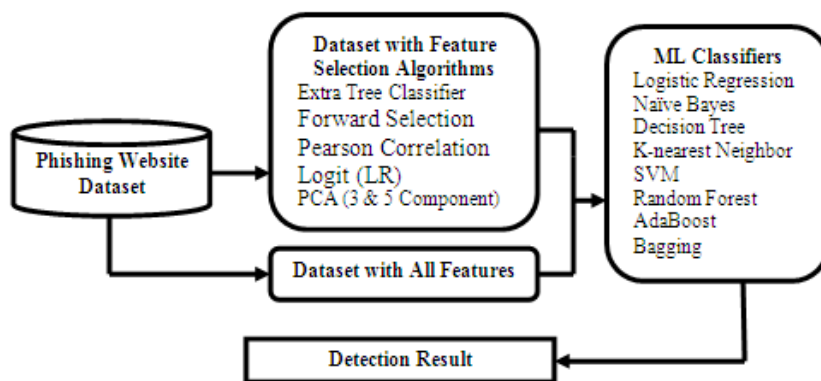 Phishing Website
Dataset
Dataset with Feature
Selection Algorithms
Extra Tree Classifier
Forward Selection
Pearson Correlation
Logit (LR)
PCA (3 & 5 Component)
Dataset with All Features
ML Classifiers
Logistic Regression
Naïve Bayes
Decision Tree
K-nearest Neighbor
SVM
Random Forest
AdaBoost
Bagging
Detection Result